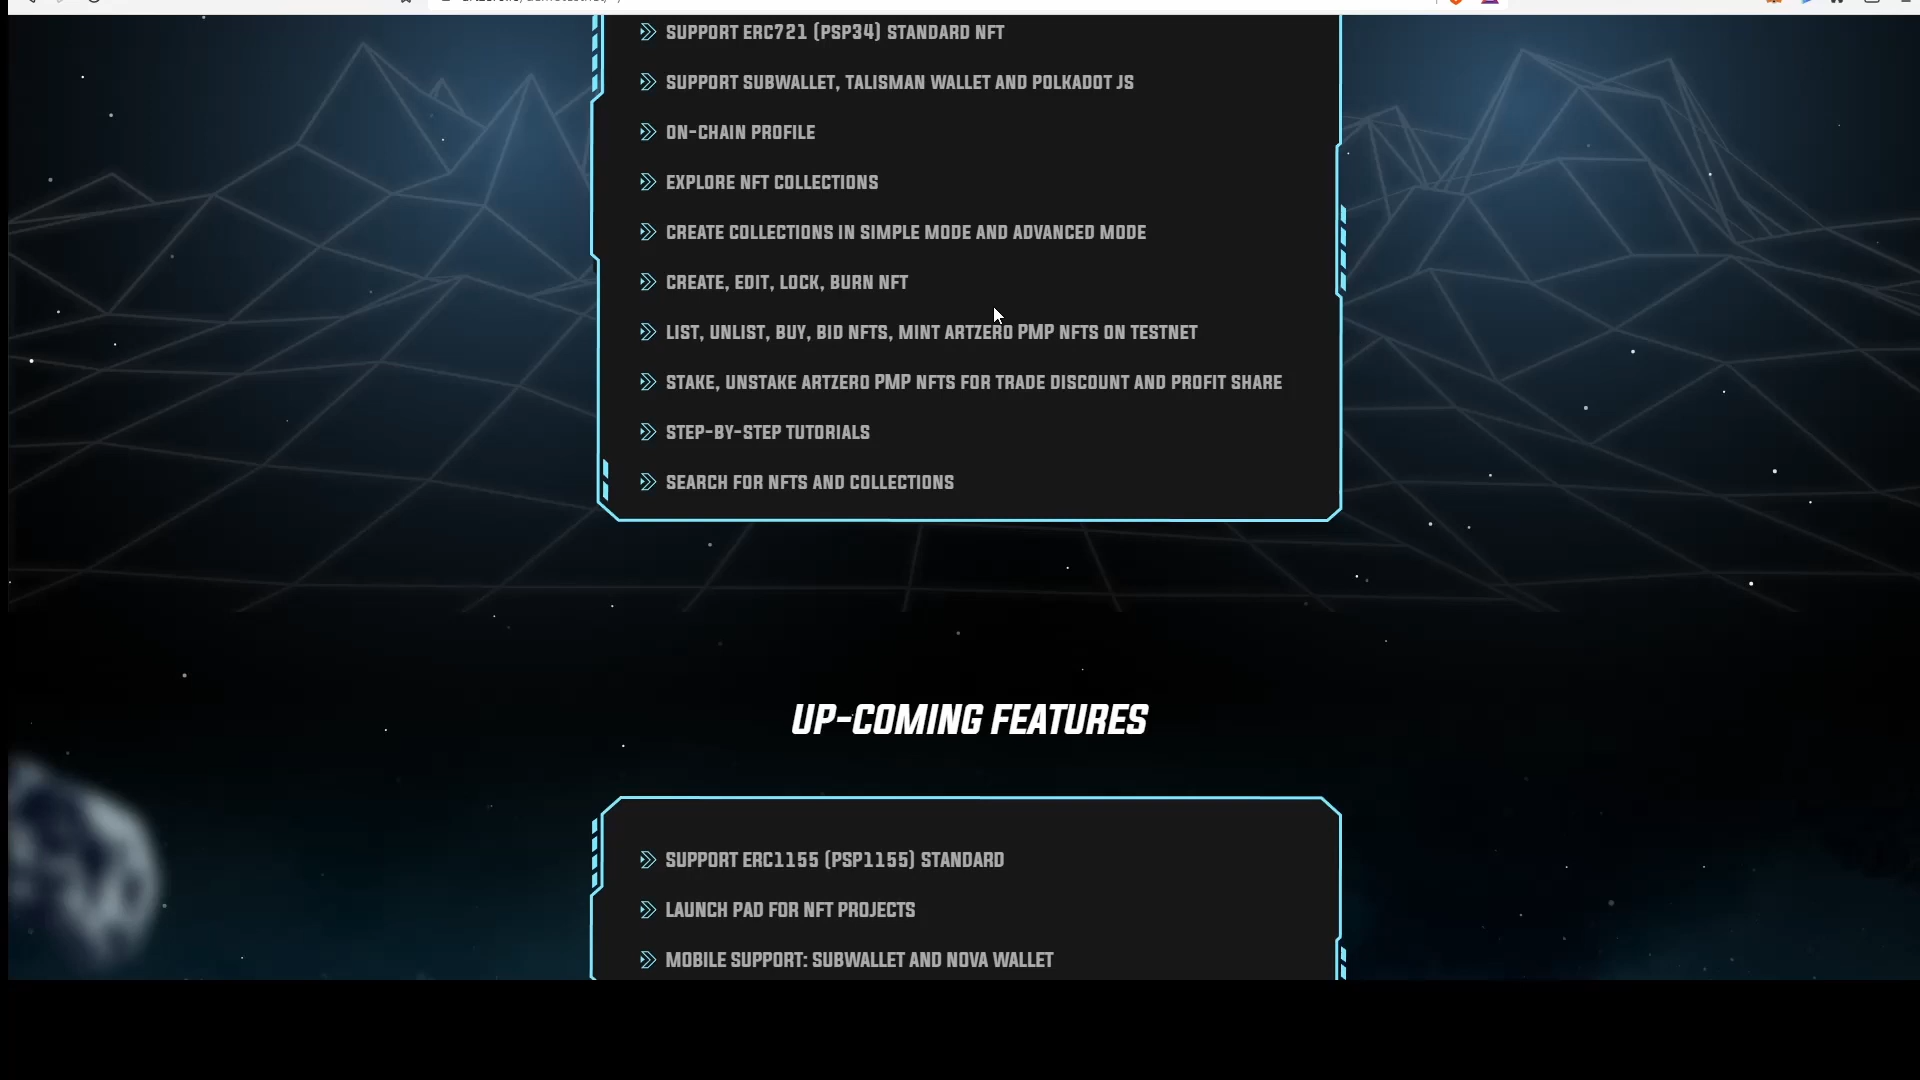 SUPPORT ERC721 (PSP34) STANDARD NFT
SUPPORT SUBWALLET, TALISMAN WALLET AND POLKADOT JS
ON-CHAIN PROFILE
EXPLORE NFT COLLECTIONS
CREATE COLLECTIONS IN SIMPLE MODE AND ADVANCED MODE
CREATE, EDIT, LOCK, BURN NFT
LIST, UNLIST, BUY, BID NFTS, MINT ARTZERO PMP NFTS ON TESTNET
STAKE, UNSTAKE ARTZERO PMP NFTS FOR TRADE DISCOUNT AND PROFIT SHARE
STEP-BY-STEP TUTORIALS
SEARCH FOR NFTS AND COLLECTIONS
UP-COMING FEATURES
SUPPORT ERC1155 (PSP1155) STANDARD
LAUNCH PAD FOR NFT PROJECTS
MOBILE SUPPORT: SUBWALLET AND NOVA WALLET